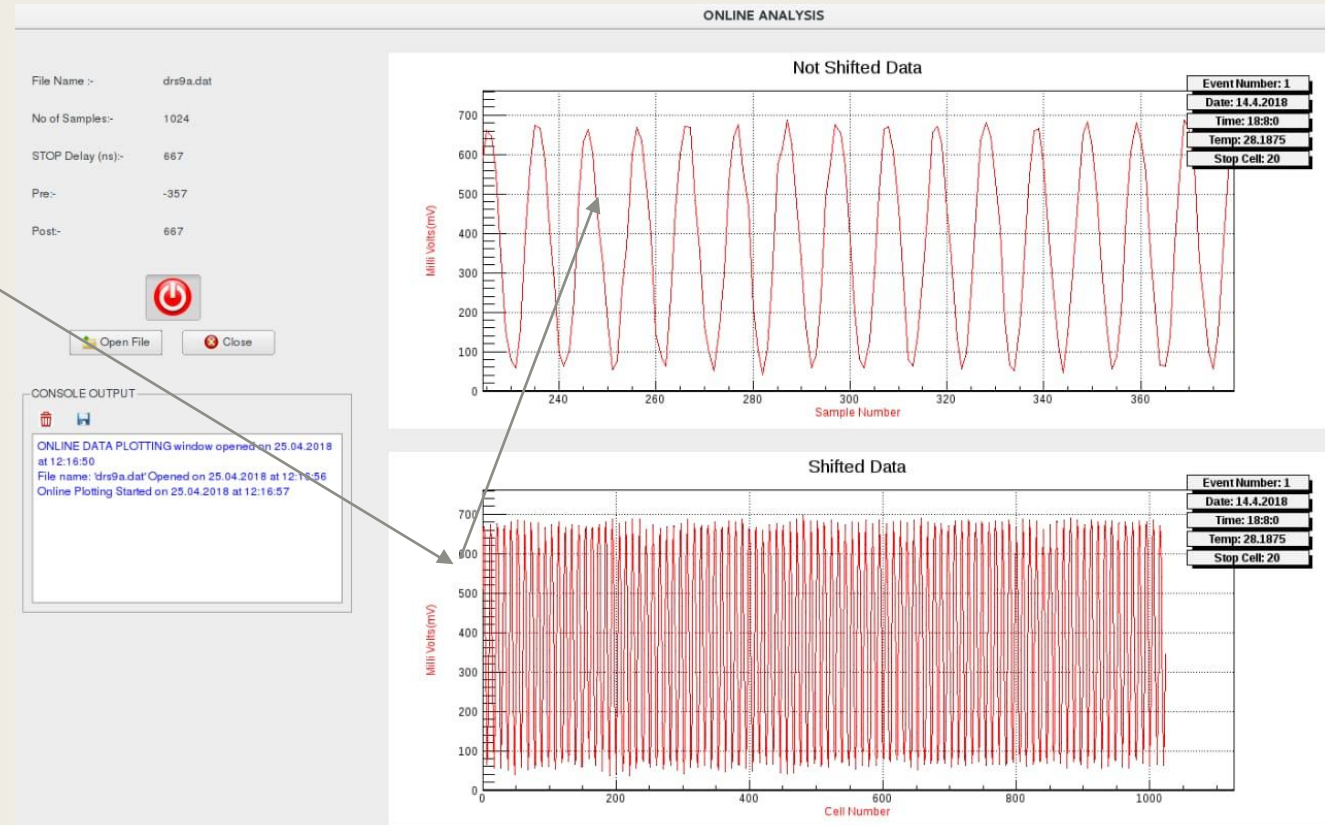 ONLINE ANALYSIS
File Name :- drs9a.dat
No of Samples:- 1024
STOP Delay (ns):- 667
Pre:- -357
Post:- 667
Open File
Close
CONSOLE OUTPUT
ONLINE DATA PLOTTING window opened on 25.04.2018
at 12:16:50
File name: 'drs9a.dat' Opened on 25.04.2018 at 12:16:56
Online Plotting Started on 25.04.2018 at 12:16:57
Not Shifted Data
Event Number: 1
Date: 14.4.2018
Time: 18:8:0
Temp: 28.1875
Stop Cell: 20
Milli Volts(mV)
700
600
500
400
300
200
100
0
240 260 280 300 320 340 360
Sample Number
Shifted Data
Event Number: 1
Date: 14.4.2018
Time: 18:8:0
Temp: 28.1875
Stop Cell: 20
Milli Volts(mV)
700
600
500
400
300
200
100
0
0 200 400 600 800 1000
Cell Number